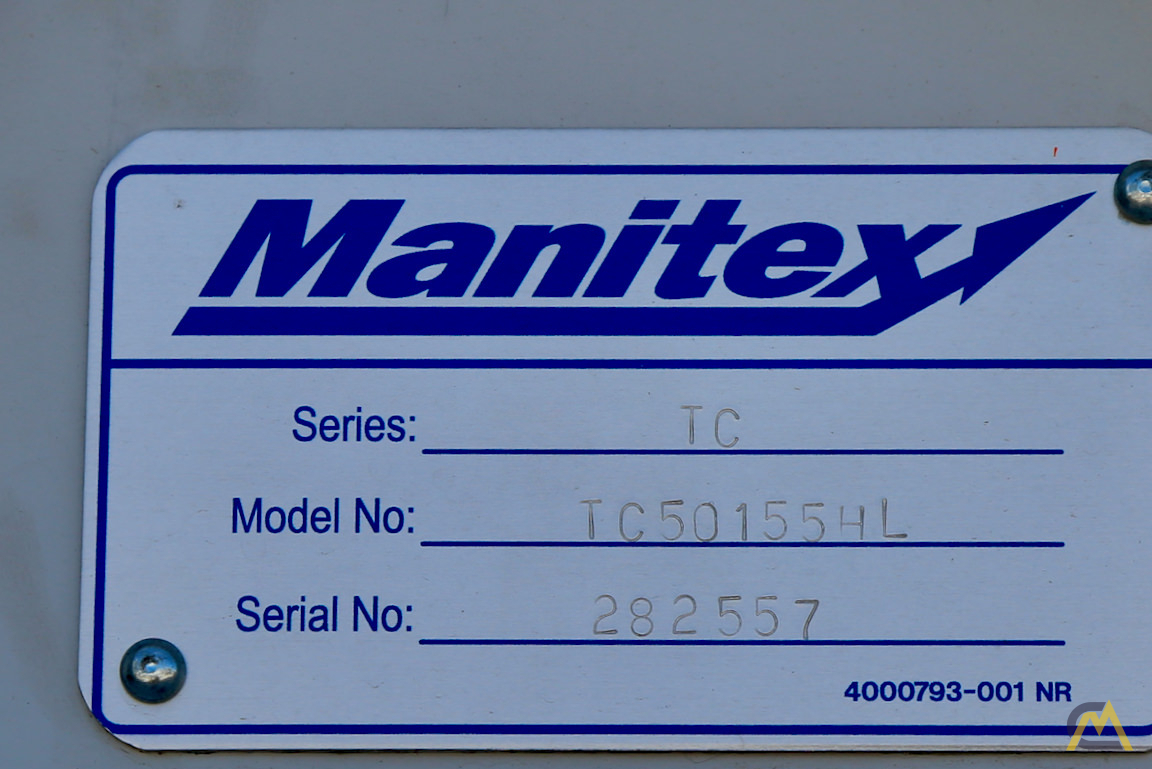 Manitex
Series: TC
Model No: TC50155HL
Serial No: 282557
4000793-001 NR